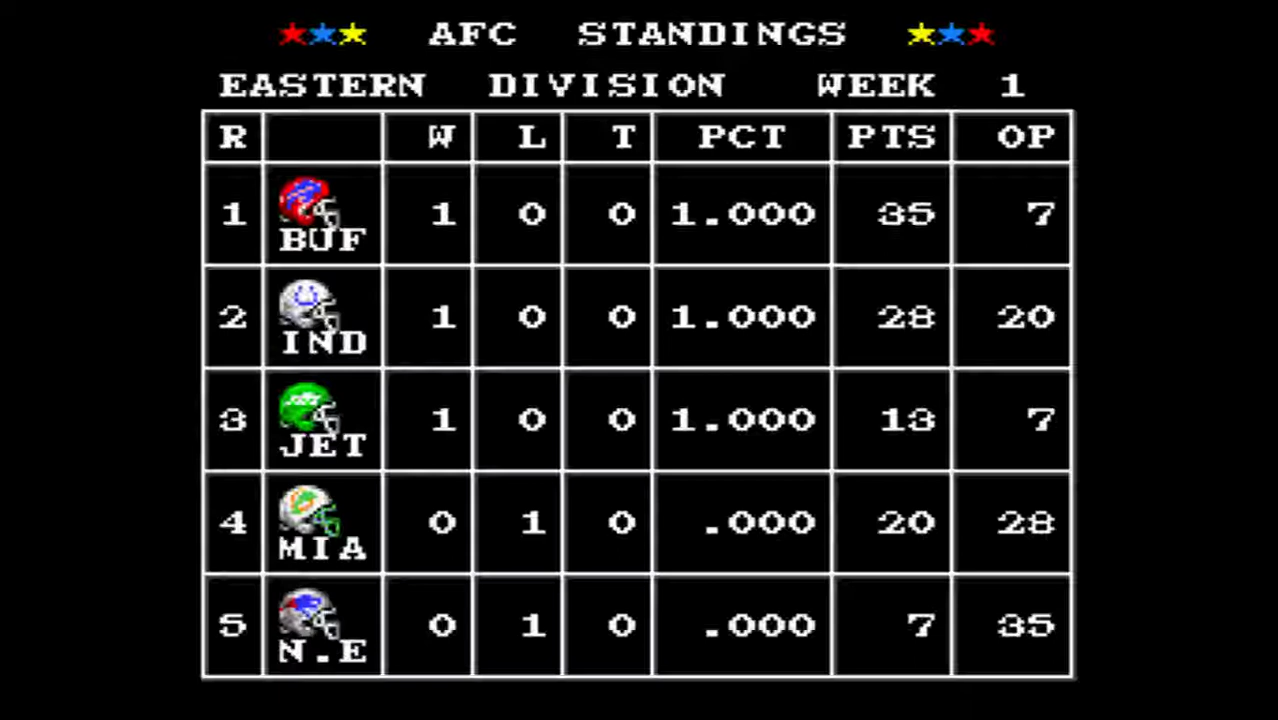 AFC STANDINGS
EASTERN DIVISION WEEK 1
R W L T PCT PTS OP
1 BUF 1 0 0 1.000 35 7
2 IND 1 0 0 1.000 28 20
3 JET 1 0 0 1.000 13 7
4 MIA 0 1 0 .000 20 28
5 N.E 0 1 0 .000 7 35